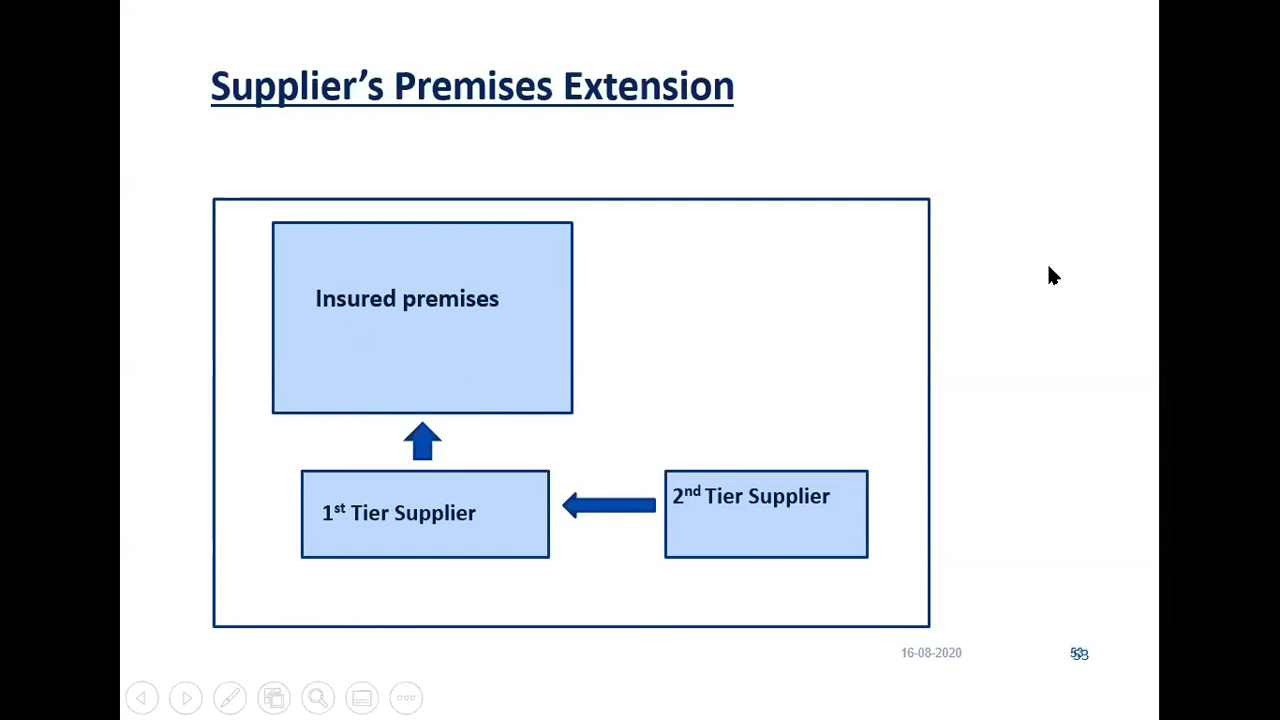 Supplier’s Premises Extension
Insured premises
1st Tier Supplier
2nd Tier Supplier
16-08-2020